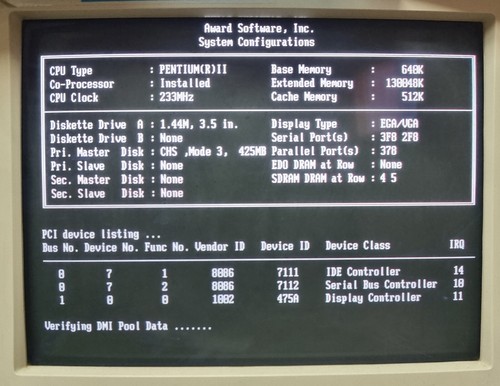 Award Software, Inc.
System Configurations
CPU Type : PENTIUM(R)II Base Memory : 640K
Co-Processor : Installed Extended Memory : 130048K
CPU Clock : 233MHz Cache Memory : 512K
Diskette Drive A : 1.44M, 3.5 in. Display Type : EGA/VGA
Diskette Drive B : None Serial Port(s) : 3F8 2F8
Pri. Master Disk : CHS ,Mode 3, 425MB Parallel Port(s) : 378
Pri. Slave Disk : None EDO DRAM at Row : None
Sec. Master Disk : None SDRAM DRAM at Row : 4 5
Sec. Slave Disk : None
PCI device listing ...
Bus No. Device No. Func No. Vendor ID Device ID Device Class IRQ
0 7 1 8086 7111 IDE Controller 14
0 7 2 8086 7112 Serial Bus Controller 10
1 0 0 1002 475A Display Controller 11
Verifying DMI Pool Data .......